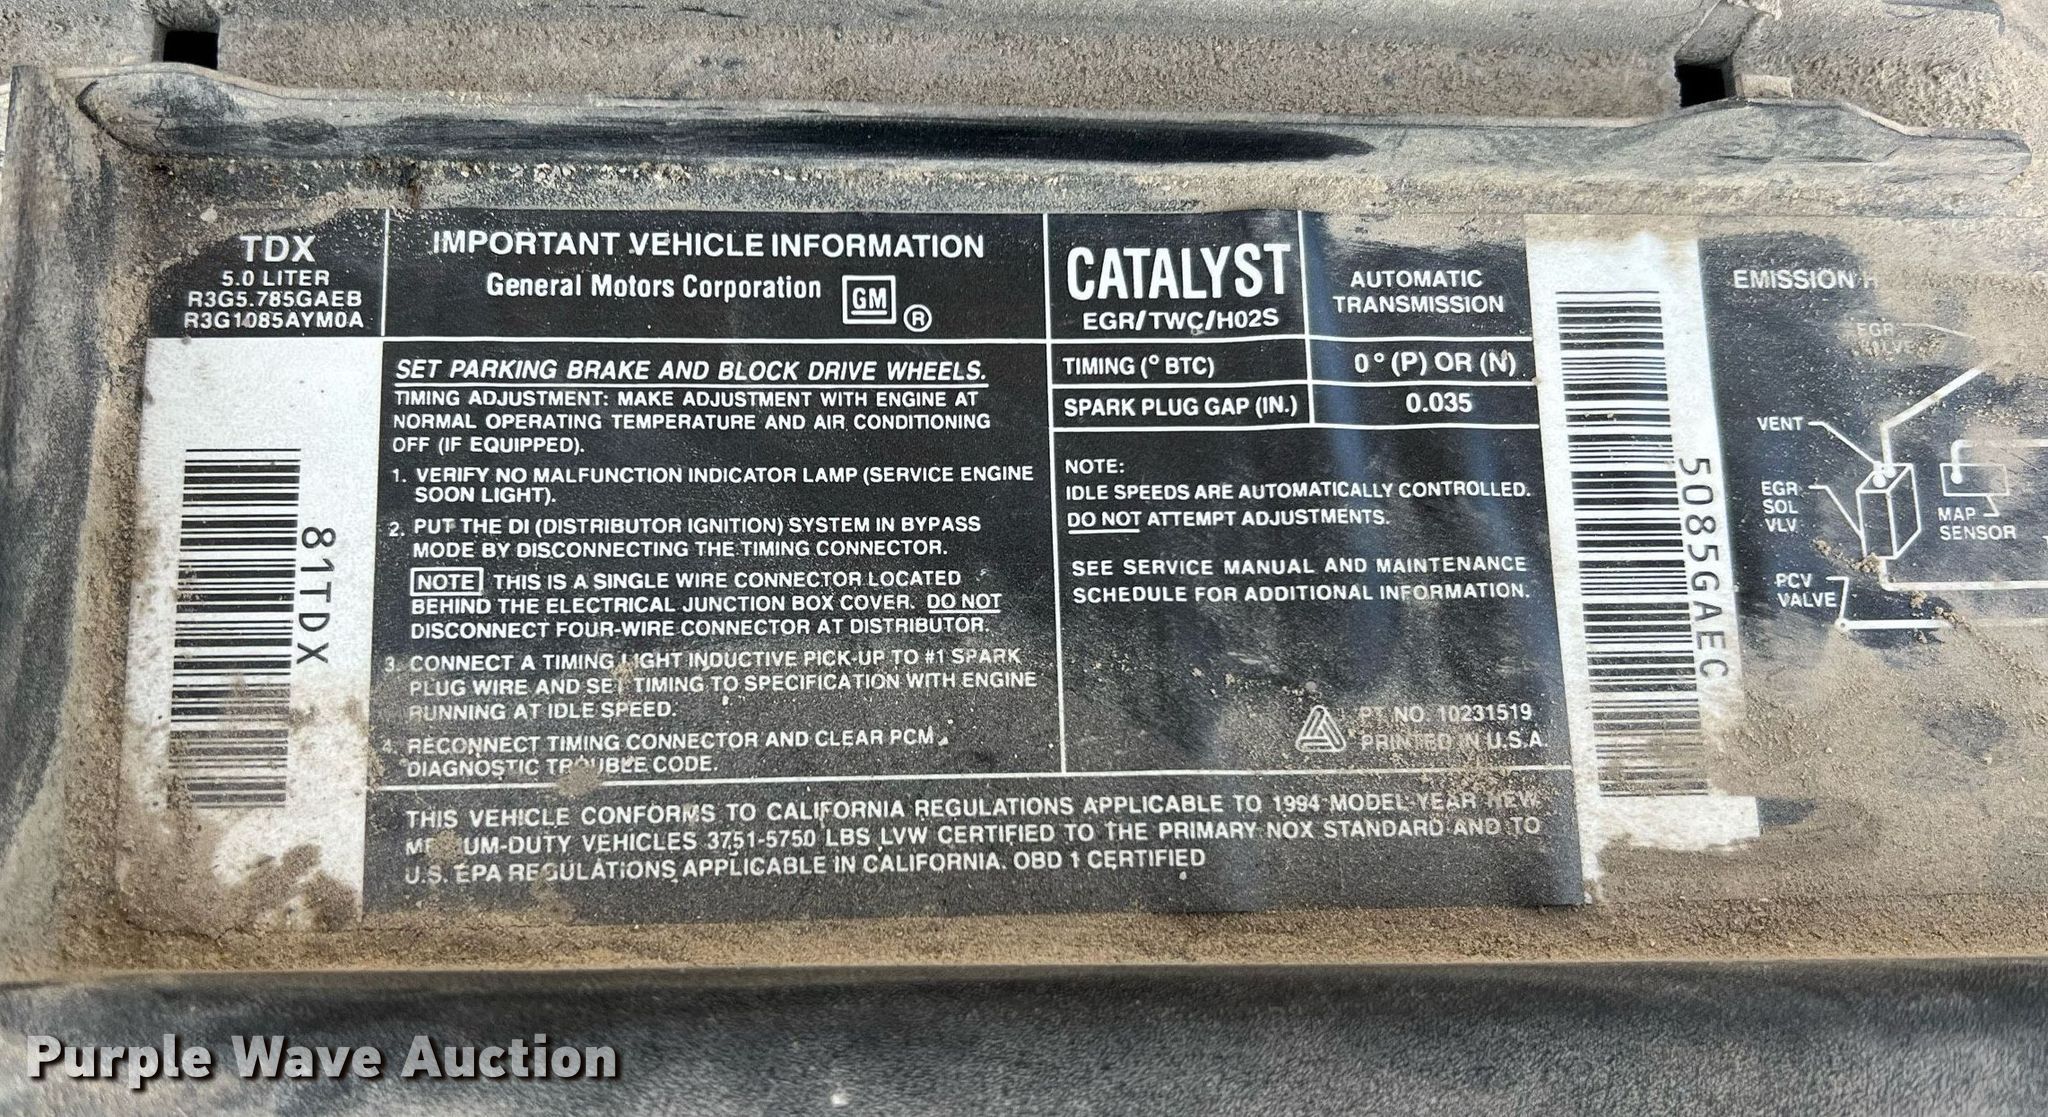 TDX
5.0 LITER
R3G5.785GAEB
R3G1085AYM0A
81TDX
IMPORTANT VEHICLE INFORMATION
General Motors Corporation GM ®
SET PARKING BRAKE AND BLOCK DRIVE WHEELS.
TIMING ADJUSTMENT: MAKE ADJUSTMENT WITH ENGINE AT
NORMAL OPERATING TEMPERATURE AND AIR CONDITIONING
OFF (IF EQUIPPED).
1. VERIFY NO MALFUNCTION INDICATOR LAMP (SERVICE ENGINE
SOON LIGHT).
2. PUT THE DI (DISTRIBUTOR IGNITION) SYSTEM IN BYPASS
MODE BY DISCONNECTING THE TIMING CONNECTOR.
NOTE THIS IS A SINGLE WIRE CONNECTOR LOCATED
BEHIND THE ELECTRICAL JUNCTION BOX COVER. DO NOT
DISCONNECT FOUR-WIRE CONNECTOR AT DISTRIBUTOR.
3. CONNECT A TIMING LIGHT INDUCTIVE PICK-UP TO #1 SPARK
PLUG WIRE AND SET TIMING TO SPECIFICATION WITH ENGINE
RUNNING AT IDLE SPEED.
4. RECONNECT TIMING CONNECTOR AND CLEAR PCM
DIAGNOSTIC TROUBLE CODE.
CATALYST
EGR/TWC/H02S
AUTOMATIC
TRANSMISSION
TIMING (° BTC) 0° (P) OR (N)
SPARK PLUG GAP (IN.) 0.035
NOTE:
IDLE SPEEDS ARE AUTOMATICALLY CONTROLLED.
DO NOT ATTEMPT ADJUSTMENTS.
SEE SERVICE MANUAL AND MAINTENANCE
SCHEDULE FOR ADDITIONAL INFORMATION.
PT NO. 10231519
PRINTED IN U.S.A.
THIS VEHICLE CONFORMS TO CALIFORNIA REGULATIONS APPLICABLE TO 1994 MODEL YEAR NEW
MEDIUM-DUTY VEHICLES 3751-5750 LBS LVW CERTIFIED TO THE PRIMARY NOX STANDARD AND TO
U.S. EPA REGULATIONS APPLICABLE IN CALIFORNIA. OBD 1 CERTIFIED
5085GAEC
EMISSION
EGR
VALVE
VENT
EGR
SOL
VLV
MAP
SENSOR
PCV
VALVE
Purple Wave Auction